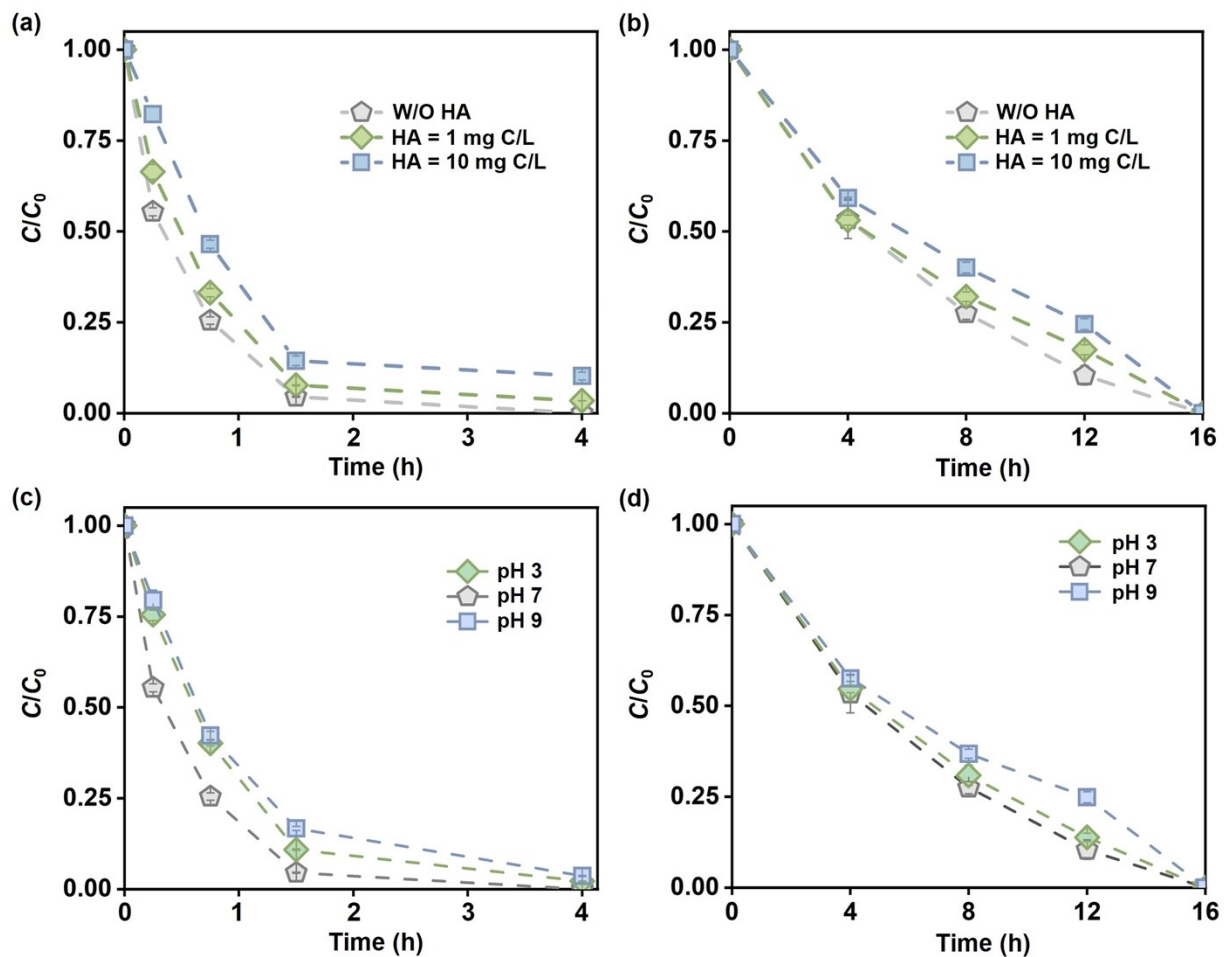 (a)
1.00
0.75
0.50
0.25
0.00
C/C0
W/O HA
HA = 1 mg C/L
HA = 10 mg C/L
0 1 2 3 4
Time (h)
(b)
1.00
0.75
0.50
0.25
0.00
C/C0
W/O HA
HA = 1 mg C/L
HA = 10 mg C/L
0 4 8 12 16
Time (h)
(c)
1.00
0.75
0.50
0.25
0.00
C/C0
pH 3
pH 7
pH 9
0 1 2 3 4
Time (h)
(d)
1.00
0.75
0.50
0.25
0.00
C/C0
pH 3
pH 7
pH 9
0 4 8 12 16
Time (h)